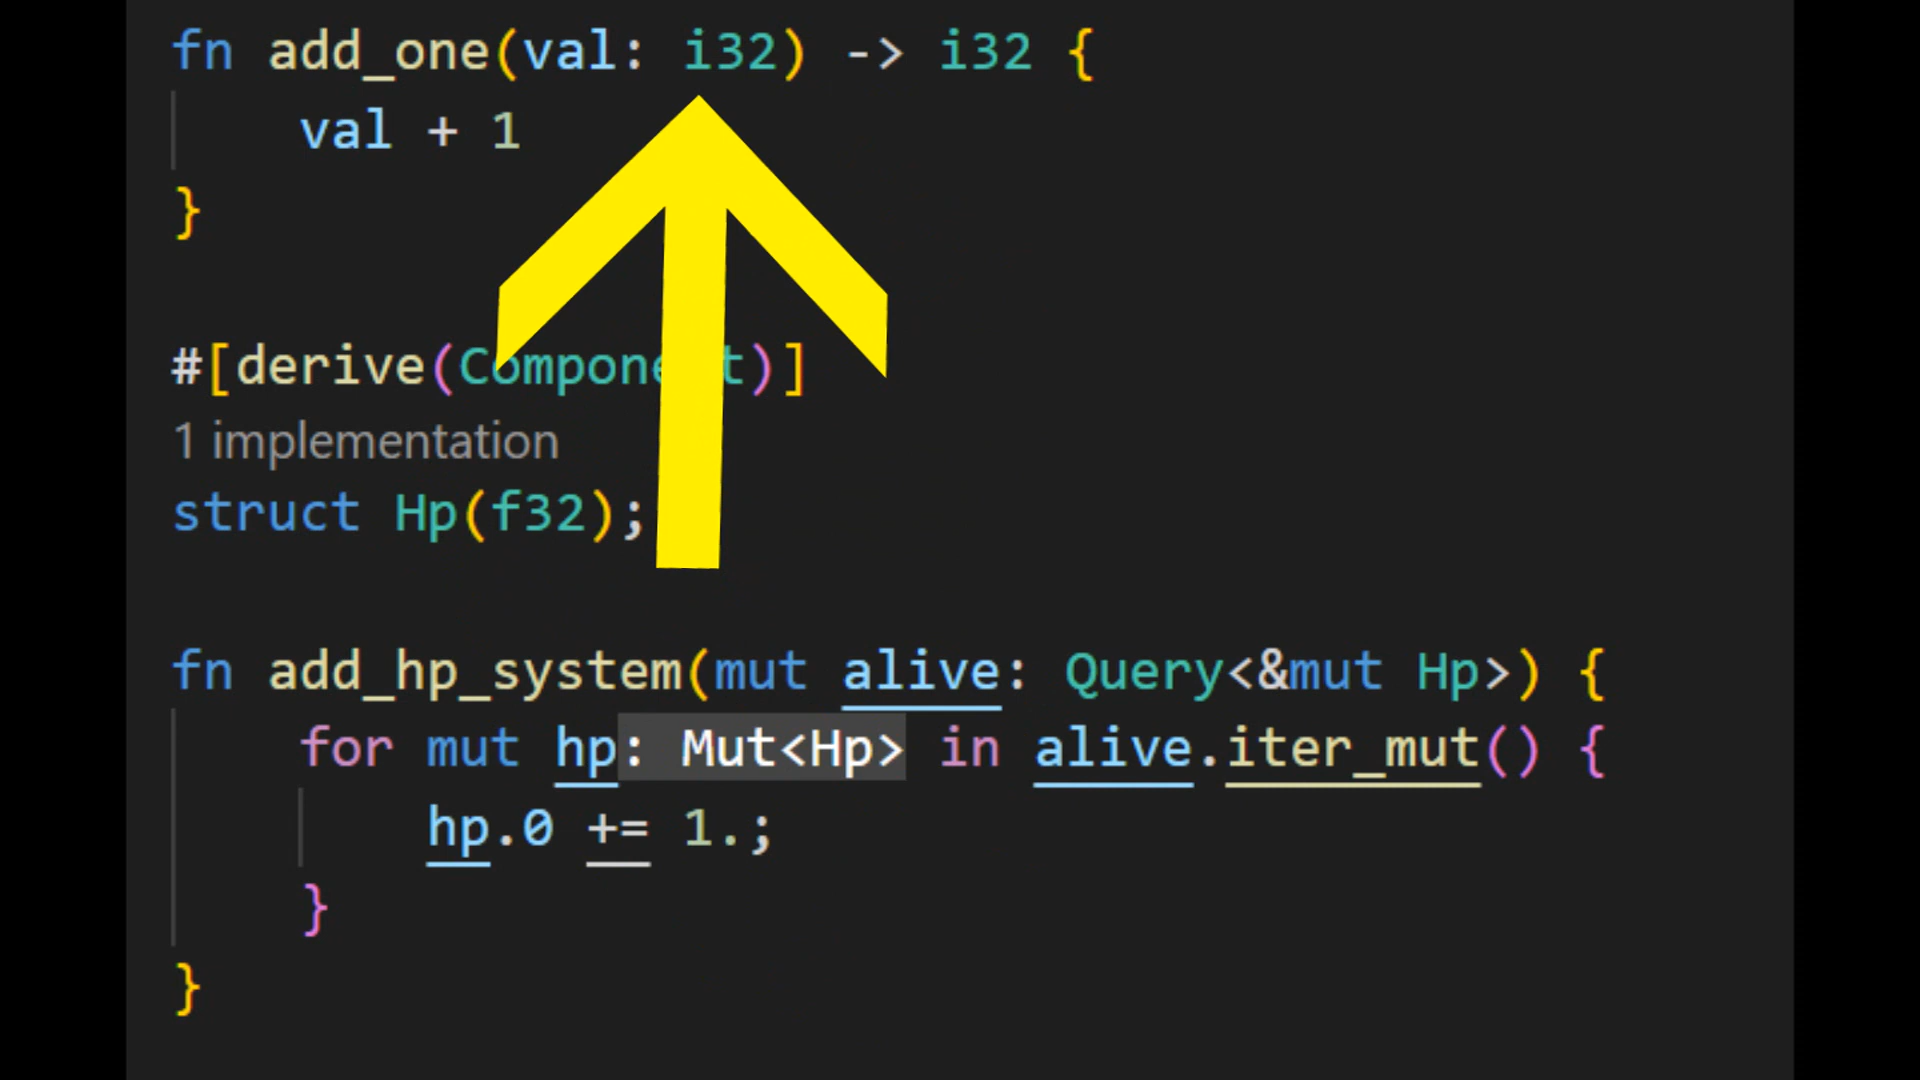 fn add_one(val: i32) -> i32 {
val + 1
}
#[derive(Component)]
1 implementation
struct Hp(f32);
fn add_hp_system(mut alive: Query<&mut Hp>) {
for mut hp: Mut<Hp> in alive.iter_mut() {
hp.0 += 1.;
}
}